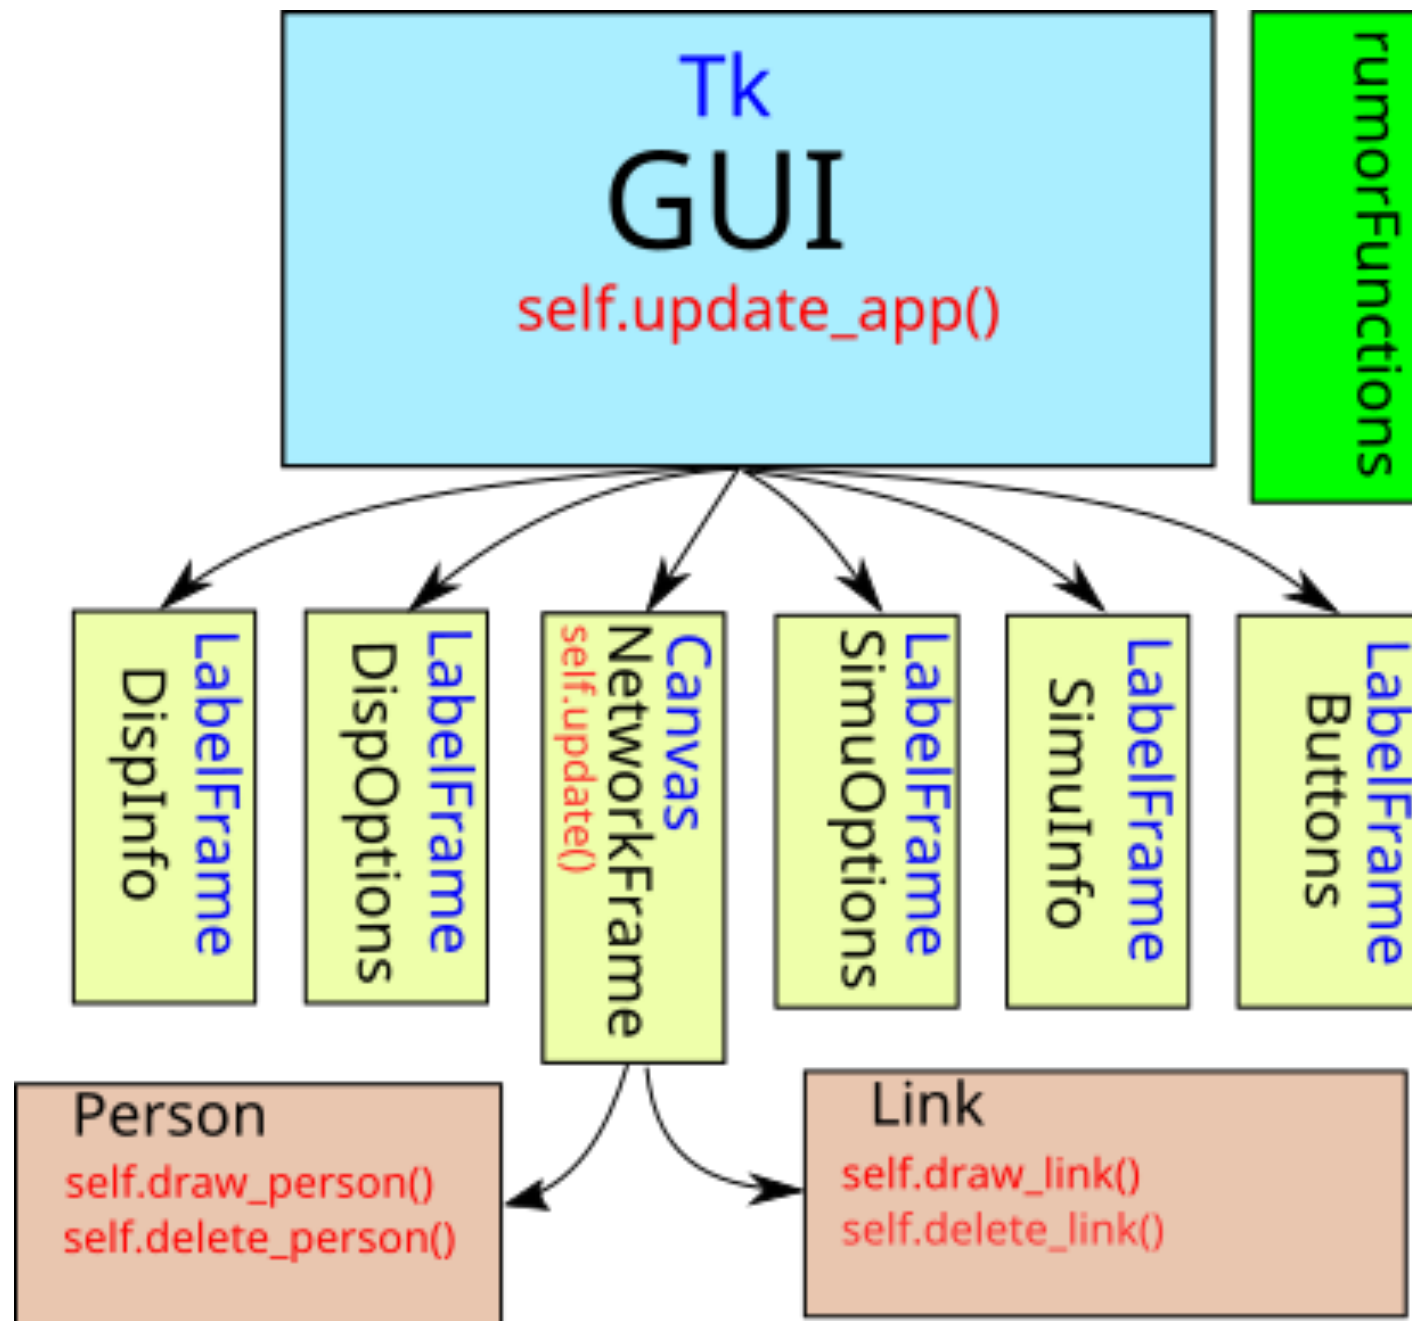 Tk
GUI
self.update_app()
rumorFunctions
LabelFrame
DispInfo
LabelFrame
DispOptions
Canvas
NetworkFrame
self.update()
LabelFrame
SimuOptions
LabelFrame
SimuInfo
LabelFrame
Buttons
Person
self.draw_person()
self.delete_person()
Link
self.draw_link()
self.delete_link()